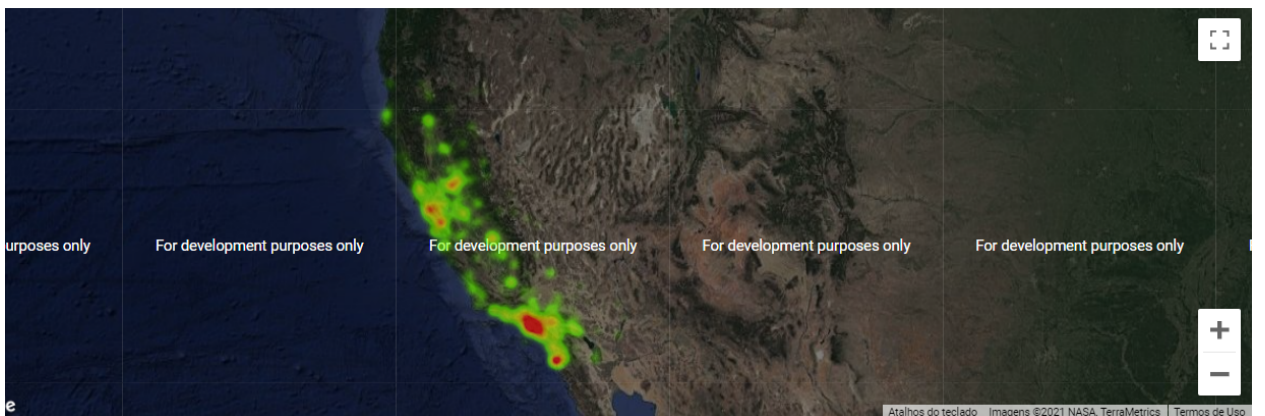 urposes only
For development purposes only
For development purposes only
For development purposes only
For development purposes only
e
Atalhos do teclado
Imagens ©2021 NASA, TerraMetrics
Termos de Uso